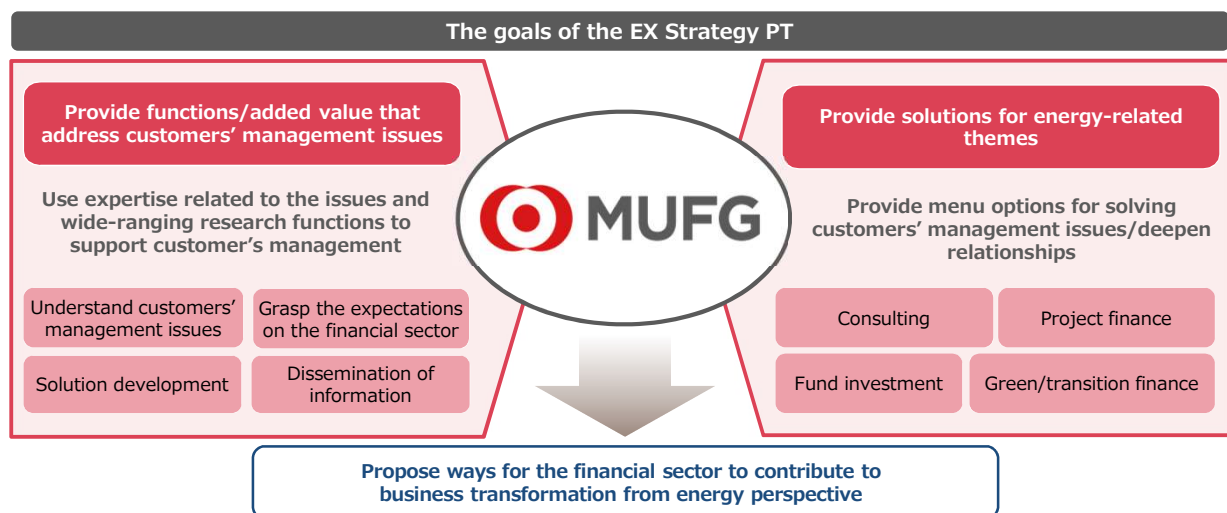 The goals of the EX Strategy PT
Provide functions/added value that
address customers’ management issues
Use expertise related to the issues and
wide-ranging research functions to
support customer’s management
Understand customers’
management issues
Grasp the expectations
on the financial sector
Solution development
Dissemination of
information
MUFG
Provide solutions for energy-related
themes
Provide menu options for solving
customers’ management issues/deepen
relationships
Consulting
Project finance
Fund investment
Green/transition finance
Propose ways for the financial sector to contribute to
business transformation from energy perspective